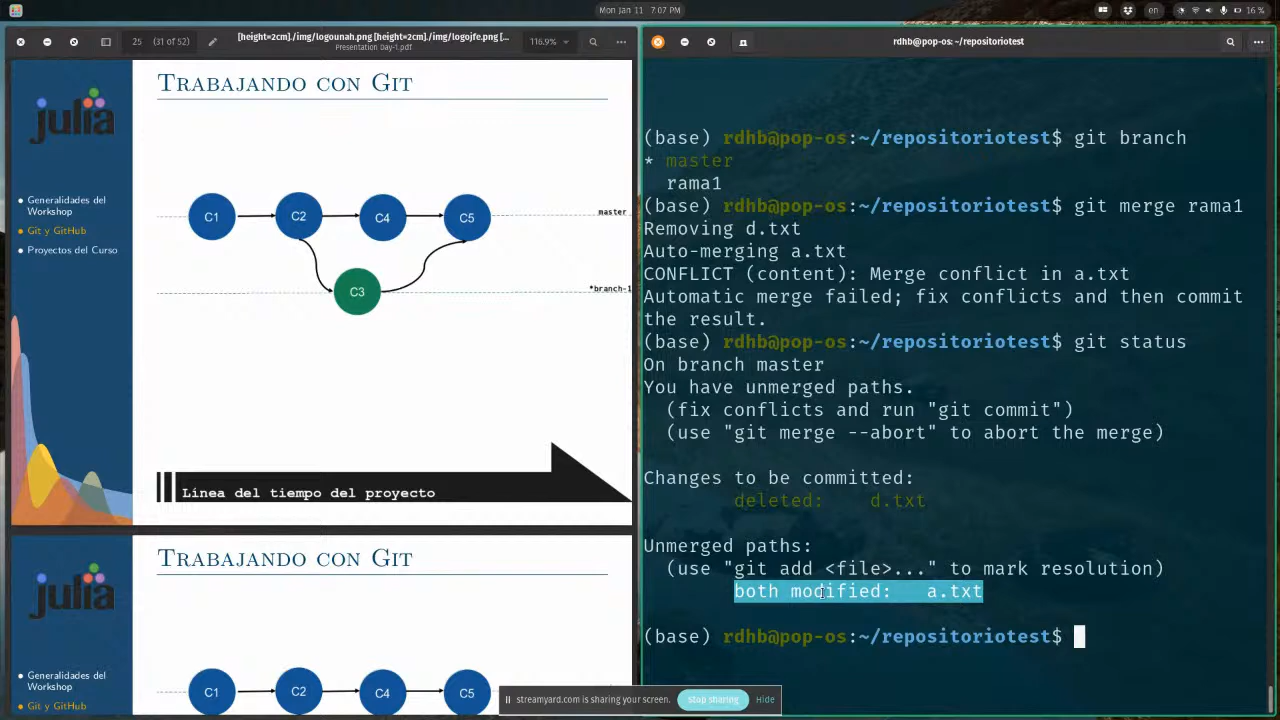 Mon Jan 11 7:07 PM
en
16 %
25 (31 of 52)
[height=2cm]./img/logounah.png [height=2cm]./img/logojfe.png [...
Presentation Day-1.pdf
116.9%
TRABAJANDO CON GIT
julia
Generalidades del
Workshop
Git y GitHub
Proyectos del Curso
C1 C2 C4 C5
master
C3
*branch-1
Línea del tiempo del proyecto
TRABAJANDO CON GIT
julia
Generalidades del
Workshop
Git y GitHub
C1 C2 C4 C5
rdhb@pop-os: ~/repositoriotest
(base) rdhb@pop-os:~/repositoriotest$ git branch
* master
rama1
(base) rdhb@pop-os:~/repositoriotest$ git merge rama1
Removing d.txt
Auto-merging a.txt
CONFLICT (content): Merge conflict in a.txt
Automatic merge failed; fix conflicts and then commit
the result.
(base) rdhb@pop-os:~/repositoriotest$ git status
On branch master
You have unmerged paths.
(fix conflicts and run "git commit")
(use "git merge --abort" to abort the merge)
Changes to be committed:
deleted: d.txt
Unmerged paths:
(use "git add <file>..." to mark resolution)
both modified: a.txt
(base) rdhb@pop-os:~/repositoriotest$
streamyard.com is sharing your screen.
Stop sharing
Hide